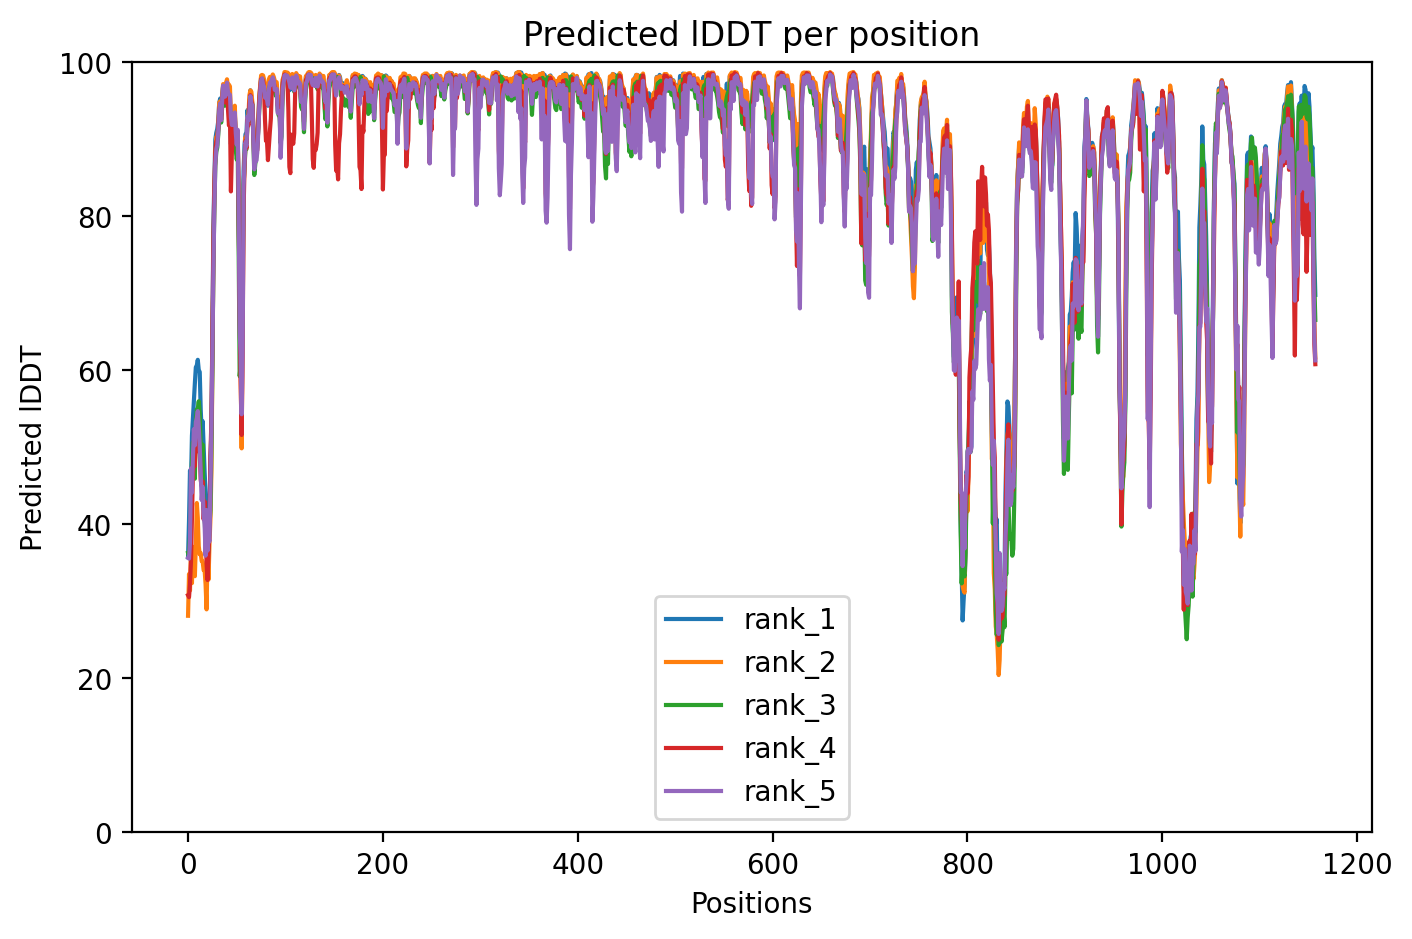 Predicted lDDT per position
Predicted lDDT
100
80
60
40
20
0
0 200 400 600 800 1000 1200
Positions
rank_1
rank_2
rank_3
rank_4
rank_5